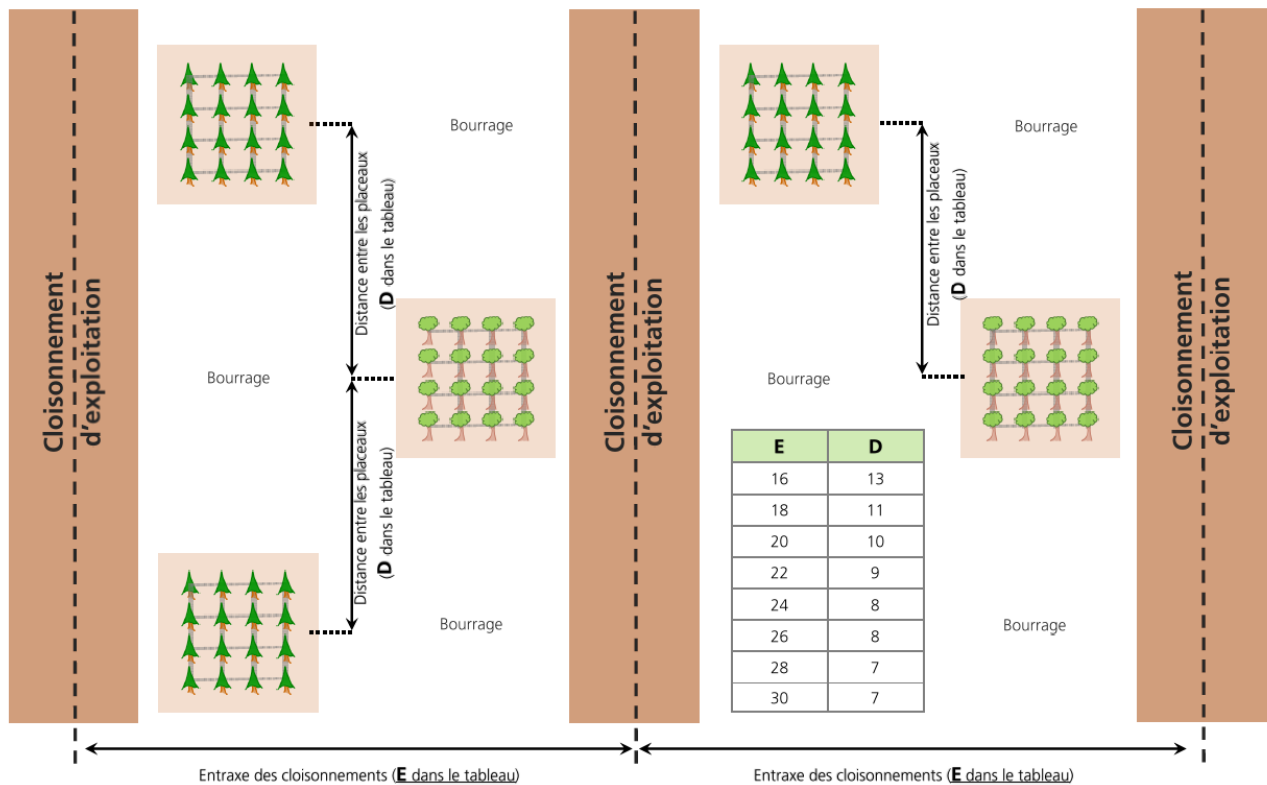 Cloisonnement
d'exploitation
Bourrage
Distance entre les placeaux
(D dans le tableau)
Bourrage
Distance entre les placeaux
(D dans le tableau)
Bourrage
Cloisonnement
d'exploitation
Bourrage
Distance entre les placeaux
(D dans le tableau)
Bourrage
E D
16 13
18 11
20 10
22 9
24 8
26 8
28 7
30 7
Bourrage
Cloisonnement
d'exploitation
Entraxe des cloisonnements (E dans le tableau)
Entraxe des cloisonnements (E dans le tableau)